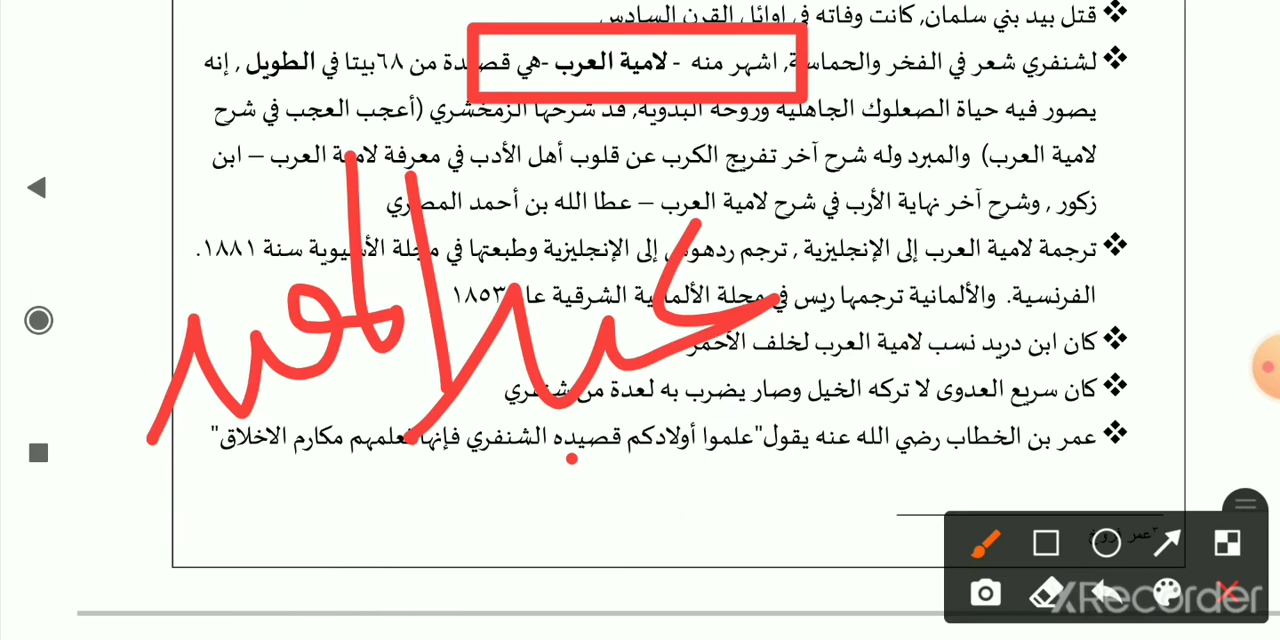 قتل بيد بني سلمان, كانت وفاته في اوائل القرن السادس
لشنفري شعر في الفخر والحماسة, اشهر منه - لامية العرب -هي قصيدة من ٦٨بيتا في الطويل , إنه
يصور فيه حياة الصعلوك الجاهلية وروحه البدوية, قد شرحها الزمخشري (أعجب العجب في شرح
لامية العرب) والمبرد وله شرح آخر تفريج الكرب عن قلوب أهل الأدب في معرفة لامية العرب – ابن
زكور , وشرح آخر نهاية الأرب في شرح لامية العرب – عطا الله بن أحمد المصري
ترجمة لامية العرب إلى الإنجليزية , ترجم ردهوس إلى الإنجليزية وطبعتها في مجلة الأسيوية سنة ١٨٨١.
الفرنسية. والألمانية ترجمها ريس في مجلة الألمانية الشرقية عام ١٨٥٣
كان ابن دريد نسب لامية العرب لخلف الأحمر
كان سريع العدوى لا تركه الخيل وصار يضرب به لعدة من شنفري
عمر بن الخطاب رضي الله عنه يقول"علموا أولادكم قصيده الشنفري فإنها تعلمهم مكارم الاخلاق"
٣عمر فروخ
XRecorder